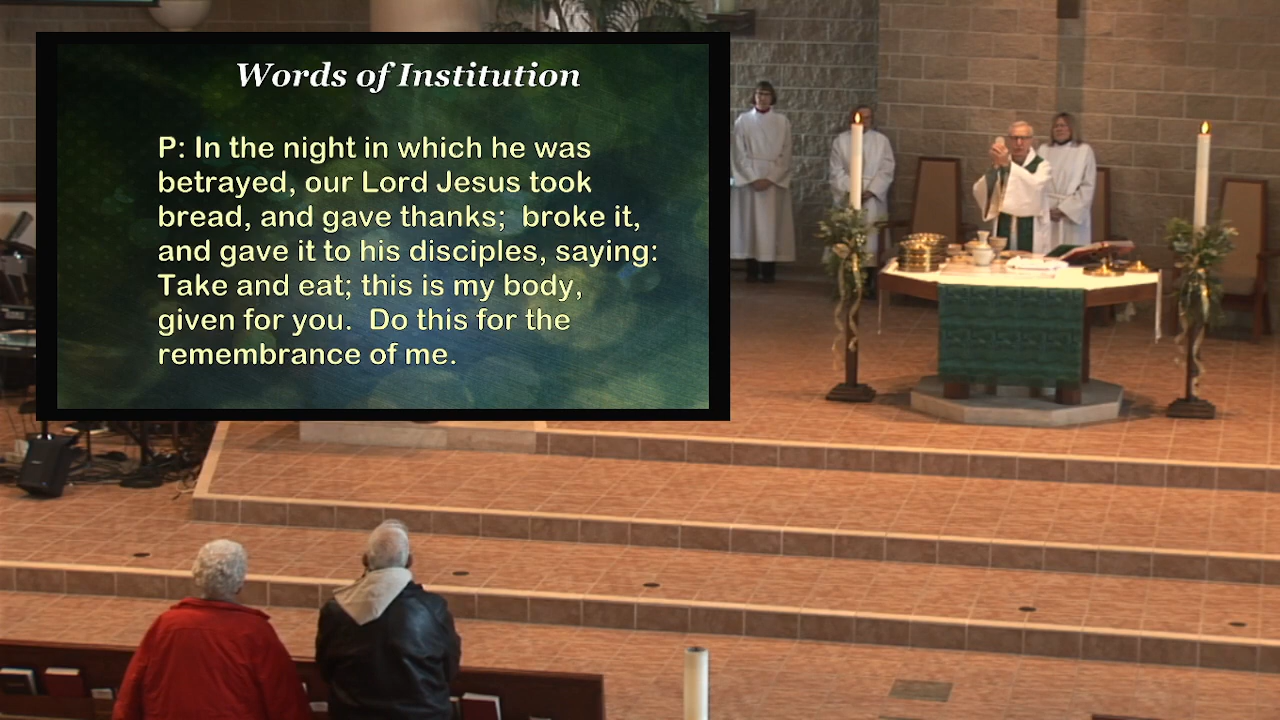 Words of Institution
P: In the night in which he was
betrayed, our Lord Jesus took
bread, and gave thanks;  broke it,
and gave it to his disciples, saying:
Take and eat; this is my body,
given for you.  Do this for the
remembrance of me.